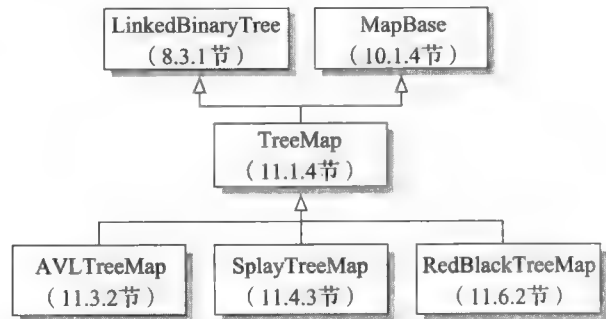 LinkedBinaryTree
（8.3.1节）
MapBase
（10.1.4节）
TreeMap
（11.1.4节）
AVLTreeMap
（11.3.2节）
SplayTreeMap
（11.4.3节）
RedBlackTreeMap
（11.6.2节）